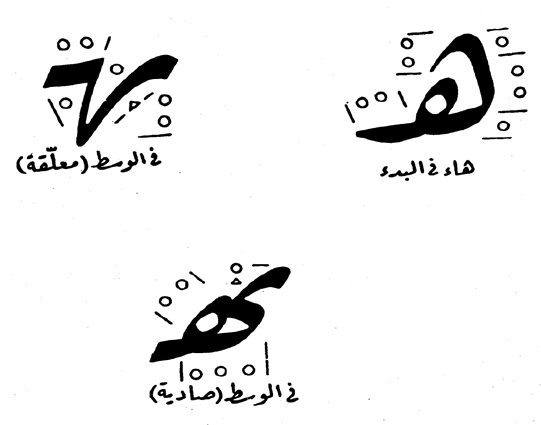 هاء في البدء
في الوسط (معلّقة)
في الوسط (صادية)